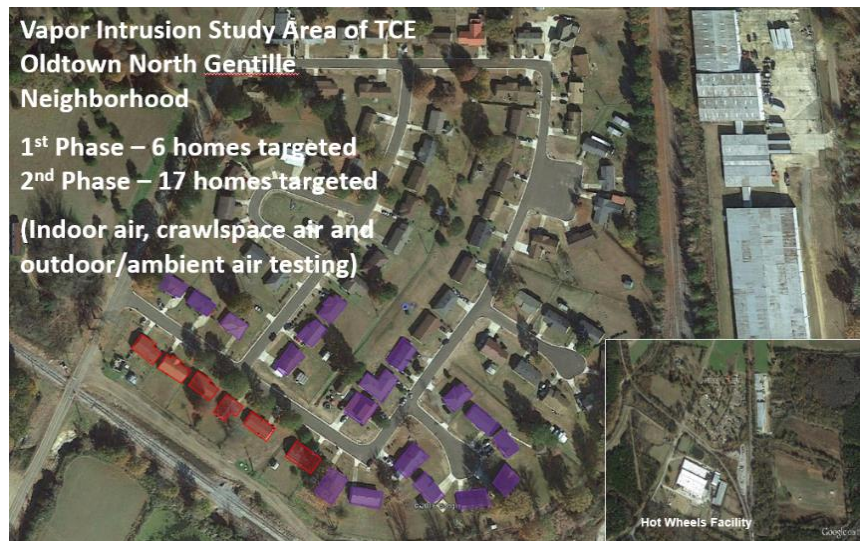 Vapor Intrusion Study Area of TCE
Oldtown North Gentille
Neighborhood
1st Phase – 6 homes targeted
2nd Phase – 17 homes targeted
(Indoor air, crawlspace air and
outdoor/ambient air testing)
Hot Wheels Facility